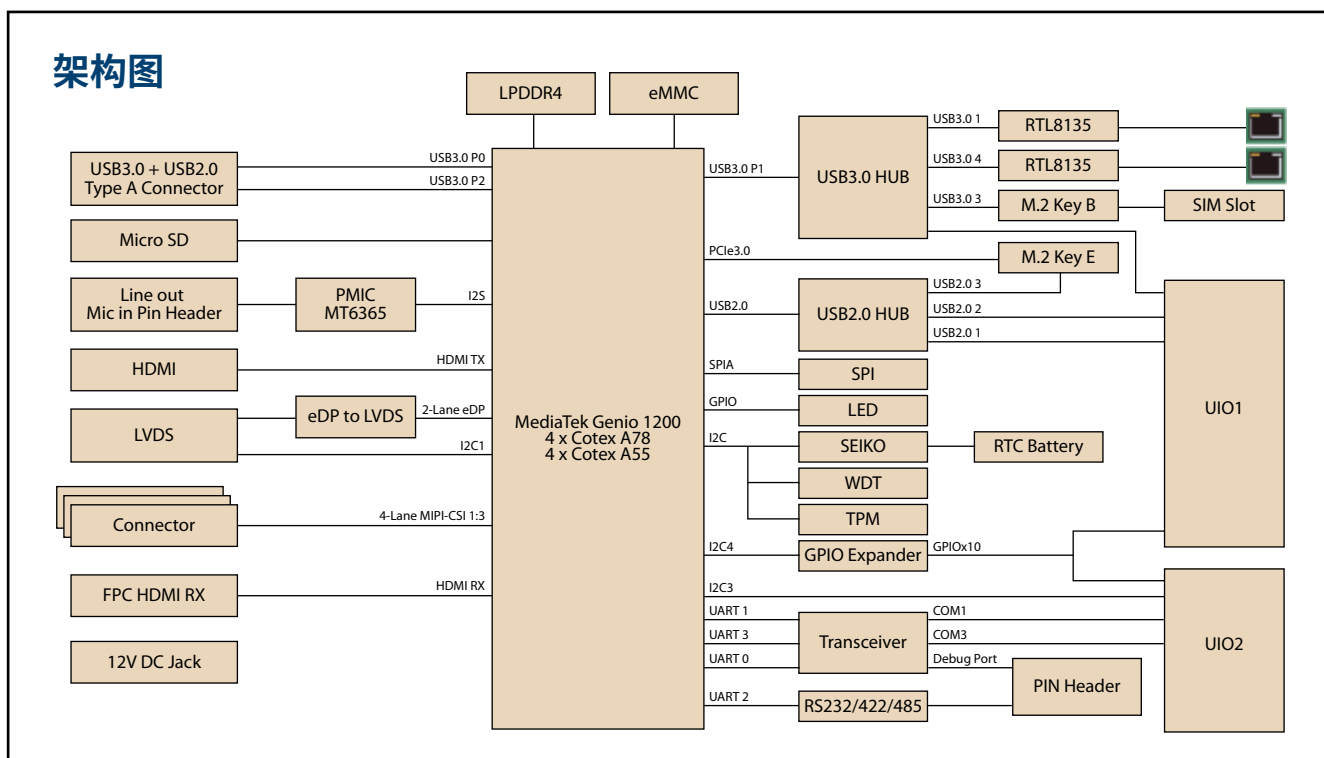 架构图
LPDDR4
eMMC
USB3.0 + USB2.0
Type A Connector
USB3.0 P0
USB3.0 P2
Micro SD
Line out
Mic in Pin Header
PMIC
MT6365
I2S
HDMI
HDMI TX
LVDS
eDP to LVDS
2-Lane eDP
I2C1
Connector
4-Lane MIPI-CSI 1:3
FPC HDMI RX
HDMI RX
12V DC Jack
MediaTek Genio 1200
4 x Cotex A78
4 x Cotex A55
USB3.0 P1
USB3.0 HUB
USB3.0 1
RTL8135
USB3.0 4
RTL8135
USB3.0 3
M.2 Key B
SIM Slot
PCIe3.0
M.2 Key E
USB2.0
USB2.0 HUB
USB2.0 3
USB2.0 2
USB2.0 1
SPIA
SPI
GPIO
LED
I2C
SEIKO
RTC Battery
WDT
TPM
I2C4
GPIO Expander
GPIOx10
UIO1
I2C3
UART 1
UART 3
UART 0
Transceiver
COM1
COM3
Debug Port
UART 2
RS232/422/485
PIN Header
UIO2